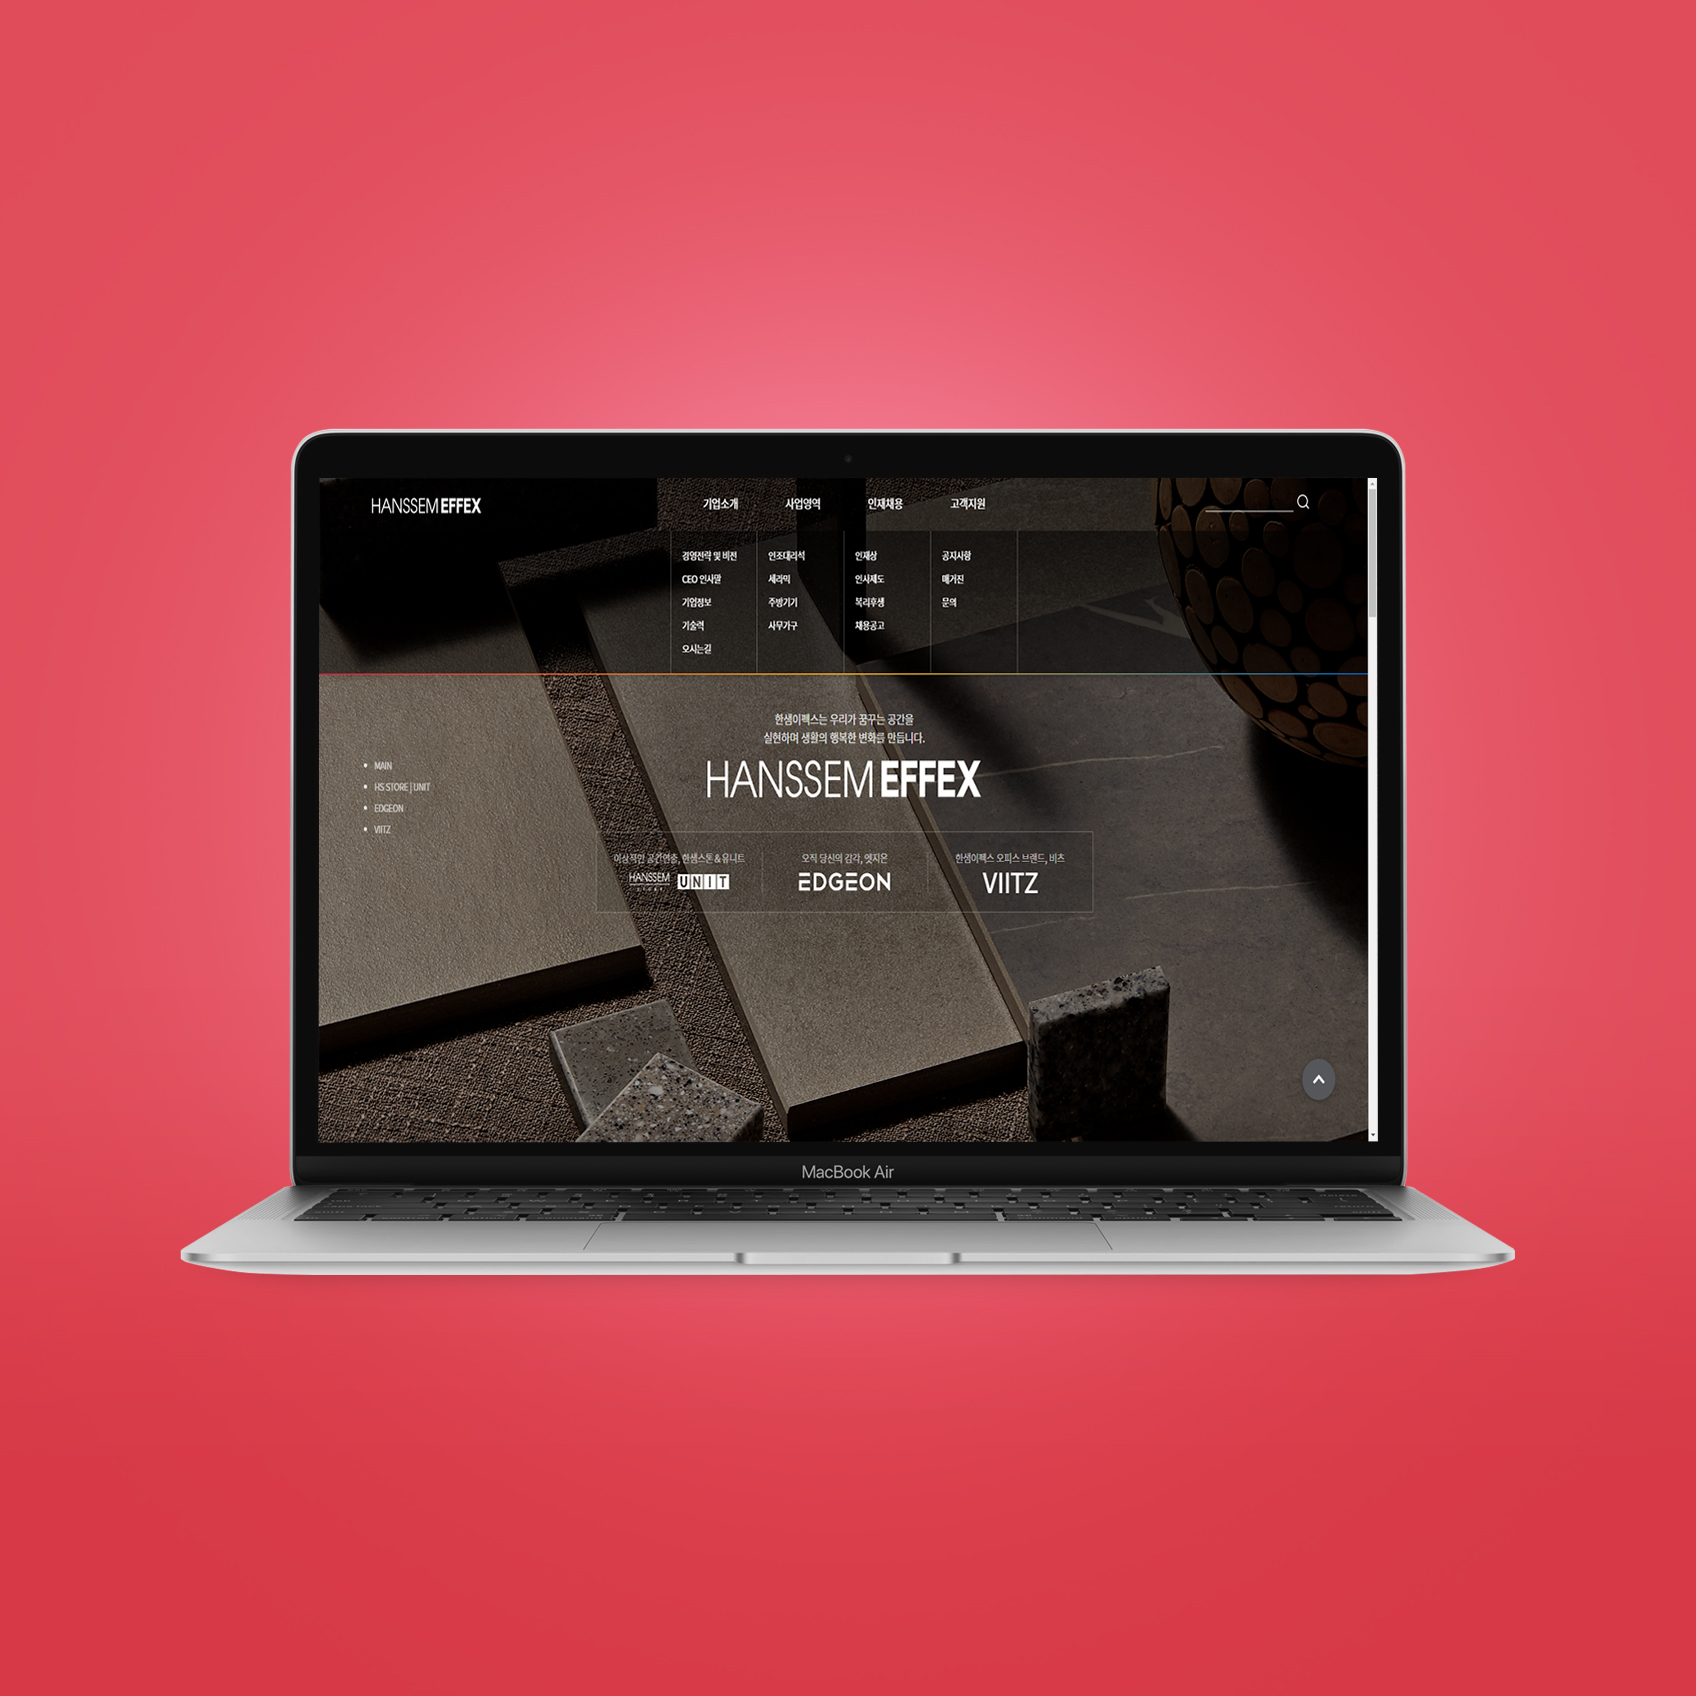 HANSSEM EFFEX
기업소개 사업영역 인재채용 고객지원
경영전략 및 비전 인조대리석 인재상 공지사항
CEO 인사말 세라믹 인사제도 매거진
기업정보 주방기기 복리후생 문의
기술력 사무가구 채용공고
오시는길
한샘이펙스는 우리가 꿈꾸는 공간을
실현하며 생활의 행복한 변화를 만듭니다.
HANSSEM EFFEX
MAIN
HS STORE | UNIT
EDGEON
VIITZ
이상적인 공간연출, 한샘스톤 & 유니트 오직 당신의 감각, 엣지온 한샘이펙스 오피스 브랜드, 비츠
HANSSEM UNIT EDGEON VIITZ
MacBook Air